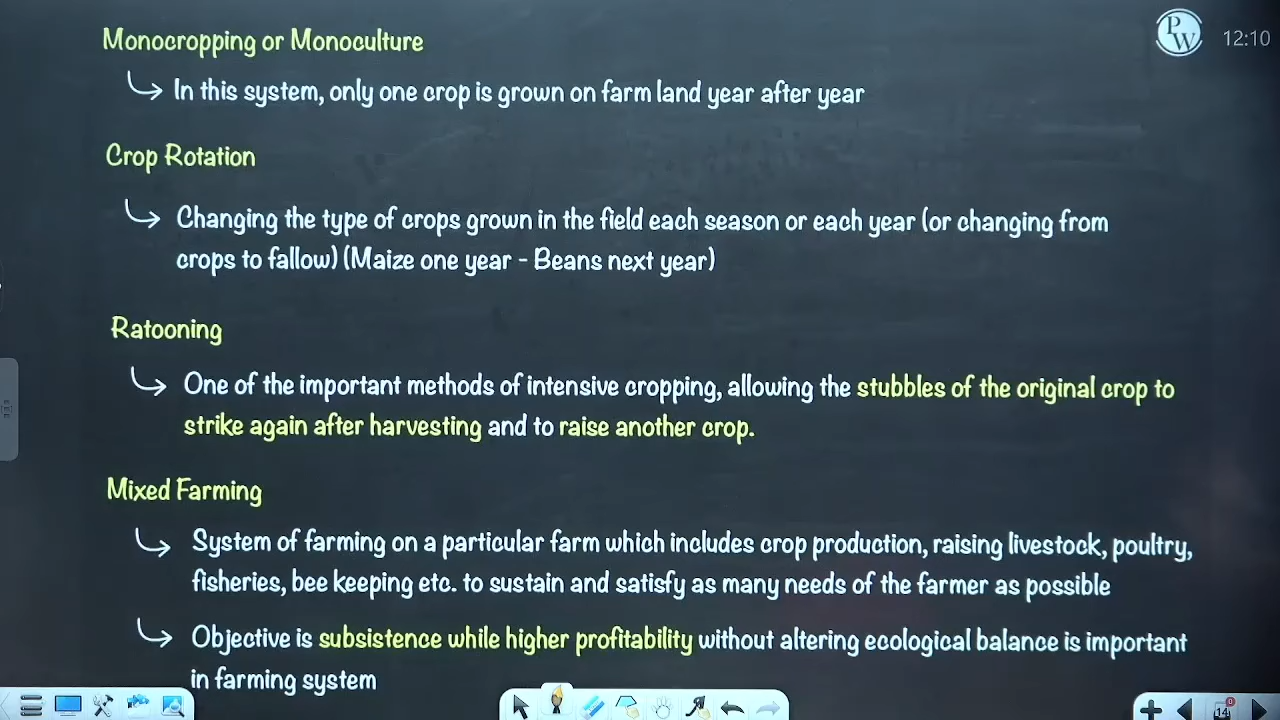 Monocropping or Monoculture
PW
12:10
In this system, only one crop is grown on farm land year after year
Crop Rotation
Changing the type of crops grown in the field each season or each year (or changing from
crops to fallow) (Maize one year - Beans next year)
Ratooning
One of the important methods of intensive cropping, allowing the stubbles of the original crop to
strike again after harvesting and to raise another crop.
Mixed Farming
System of farming on a particular farm which includes crop production, raising livestock, poultry,
fisheries, bee keeping etc. to sustain and satisfy as many needs of the farmer as possible
Objective is subsistence while higher profitability without altering ecological balance is important
in farming system
14